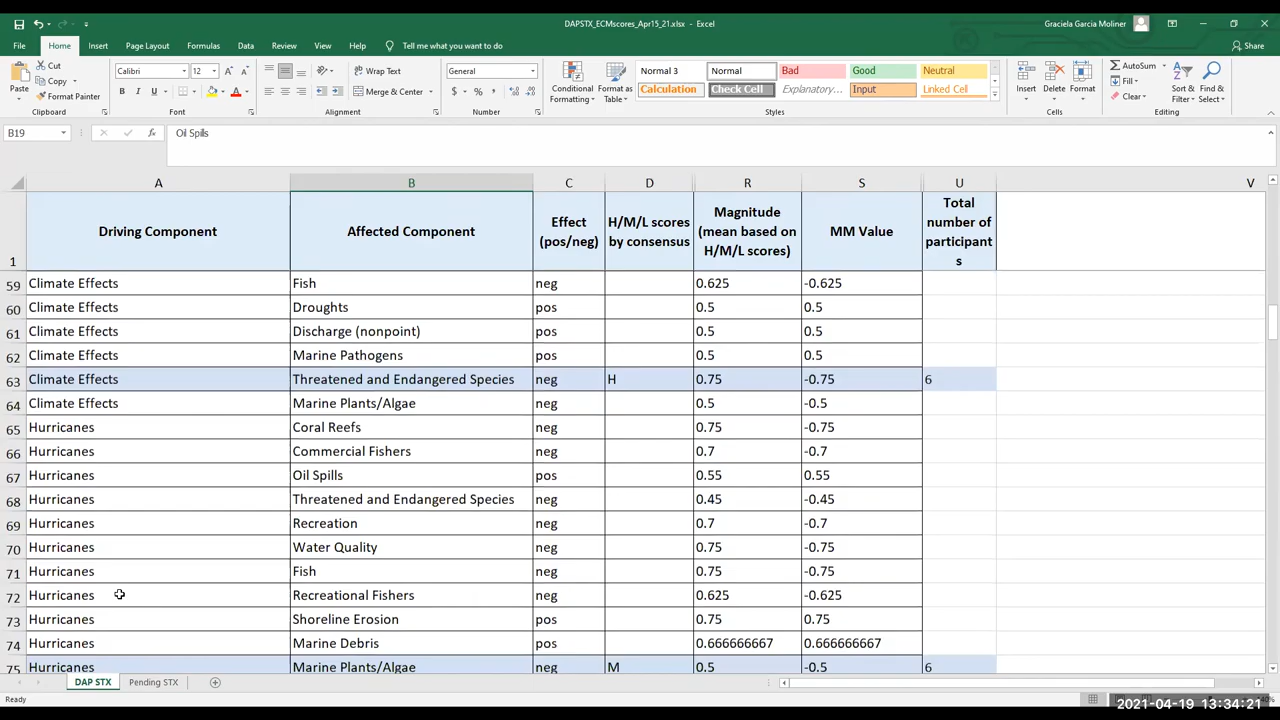 DAPSTX_ECMscores_Apr15_21.xlsx - Excel
Graciela Garcia Moliner
File Home Insert Page Layout Formulas Data Review View Help Tell me what you want to do Share
Paste
Cut
Copy
Format Painter
Clipboard
Calibri 12
B I U
Font
Wrap Text
Merge & Center
Alignment
General
$ % ,
Number
Conditional Formatting
Format as Table
Normal 3 Normal Bad Good Neutral
Calculation Check Cell Explanatory ... Input Linked Cell
Styles
Insert Delete Format
Cells
AutoSum
Fill
Clear
Sort & Filter
Find & Select
Editing
B19 fx Oil Spills
A B C D R S U V
1 Driving Component Affected Component Effect (pos/neg) H/M/L scores by consensus Magnitude (mean based on H/M/L scores) MM Value Total number of participants
59 Climate Effects Fish neg 0.625 -0.625
60 Climate Effects Droughts pos 0.5 0.5
61 Climate Effects Discharge (nonpoint) pos 0.5 0.5
62 Climate Effects Marine Pathogens pos 0.5 0.5
63 Climate Effects Threatened and Endangered Species neg H 0.75 -0.75 6
64 Climate Effects Marine Plants/Algae neg 0.5 -0.5
65 Hurricanes Coral Reefs neg 0.75 -0.75
66 Hurricanes Commercial Fishers neg 0.7 -0.7
67 Hurricanes Oil Spills pos 0.55 0.55
68 Hurricanes Threatened and Endangered Species neg 0.45 -0.45
69 Hurricanes Recreation neg 0.7 -0.7
70 Hurricanes Water Quality neg 0.75 -0.75
71 Hurricanes Fish neg 0.75 -0.75
72 Hurricanes Recreational Fishers neg 0.625 -0.625
73 Hurricanes Shoreline Erosion pos 0.75 0.75
74 Hurricanes Marine Debris pos 0.666666667 0.666666667
75 Hurricanes Marine Plants/Algae neg M 0.5 -0.5 6
DAP STX Pending STX
Ready
2021-04-19 13:34:21